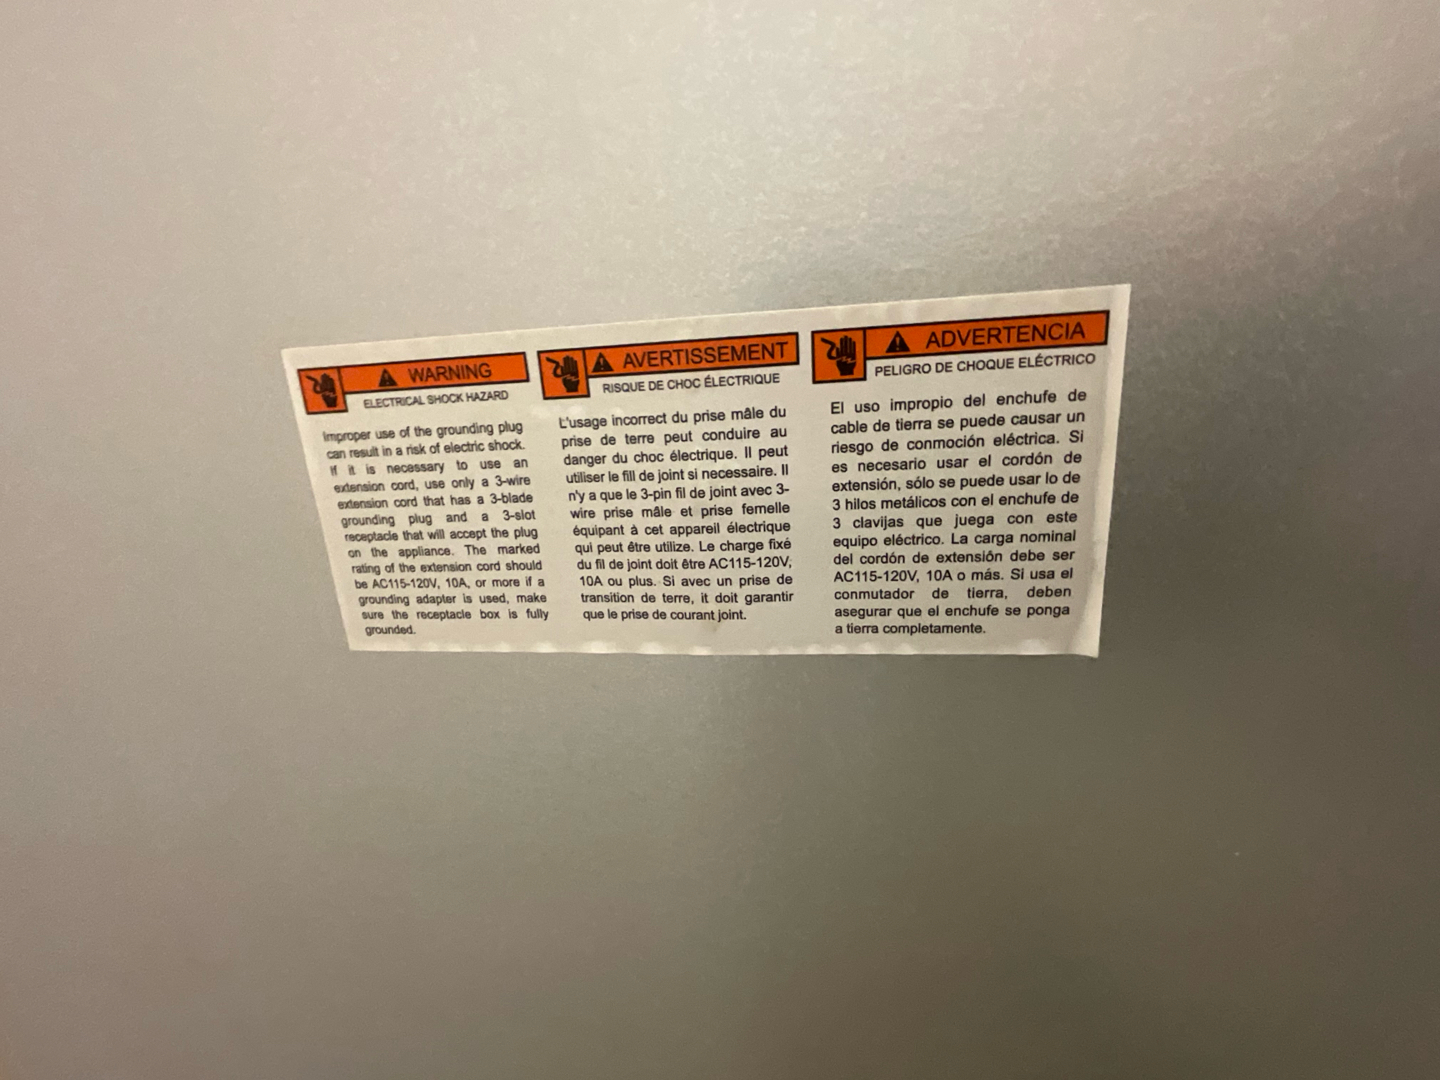 WARNING
ELECTRICAL SHOCK HAZARD
Improper use of the grounding plug
can result in a risk of electric shock.
If it is necessary to use an
extension cord, use only a 3-wire
extension cord that has a 3-blade
grounding plug and a 3-slot
receptacle that will accept the plug
on the appliance. The marked
rating of the extension cord should
be AC115-120V, 10A, or more if a
grounding adapter is used, make
sure the receptacle box is fully
grounded.
AVERTISSEMENT
RISQUE DE CHOC ÉLECTRIQUE
L'usage incorrect du prise mâle du
prise de terre peut conduire au
danger du choc électrique. Il peut
utiliser le fill de joint si necessaire. Il
n'y a que le 3-pin fil de joint avec 3-
wire prise mâle et prise femelle
équipant à cet appareil électrique
qui peut être utilize. Le charge fixé
du fil de joint doit être AC115-120V,
10A ou plus. Si avec un prise de
transition de terre, it doit garantir
que le prise de courant joint.
ADVERTENCIA
PELIGRO DE CHOQUE ELÉCTRICO
El uso impropio del enchufe de
cable de tierra se puede causar un
riesgo de conmoción eléctrica. Si
es necesario usar el cordón de
extensión, sólo se puede usar lo de
3 hilos metálicos con el enchufe de
3 clavijas que juega con este
equipo eléctrico. La carga nominal
del cordón de extensión debe ser
AC115-120V, 10A o más. Si usa el
conmutador de tierra, deben
asegurar que el enchufe se ponga
a tierra completamente.